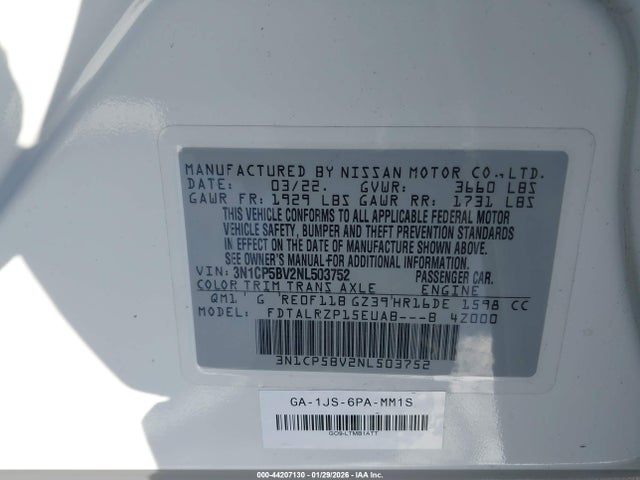 MANUFACTURED BY NISSAN MOTOR CO.,LTD.
DATE: 03/22. GVWR: 3660 LBS
GAWR FR: 1929 LBS GAWR RR: 1731 LBS
THIS VEHICLE CONFORMS TO ALL APPLICABLE FEDERAL MOTOR
VEHICLE SAFETY, BUMPER AND THEFT PREVENTION STANDARDS
IN EFFECT ON THE DATE OF MANUFACTURE SHOWN ABOVE. SEE
OWNER'S MANUAL FOR ADDITIONAL INFORMATION.
VIN: 3N1CP5BV2NL503752 PASSENGER CAR.
COLOR TRIM TRANS AXLE ENGINE
QM1 G RE0F11B GZ39 HR16DE 1598 CC
MODEL: FDTALRZP15EUAB---B 42000
3N1CP5BV2NL503752
GA-1JS-6PA-MM1S
000-44207130 - 01/29/2026 - IAA Inc.